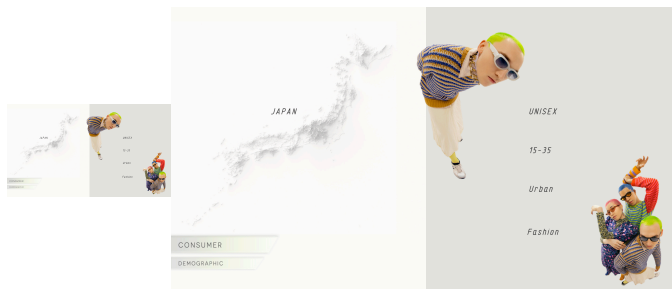 JAPAN
CONSUMER
DEMOGRAPHIC
UNISEX
15-35
Urban
Fashion